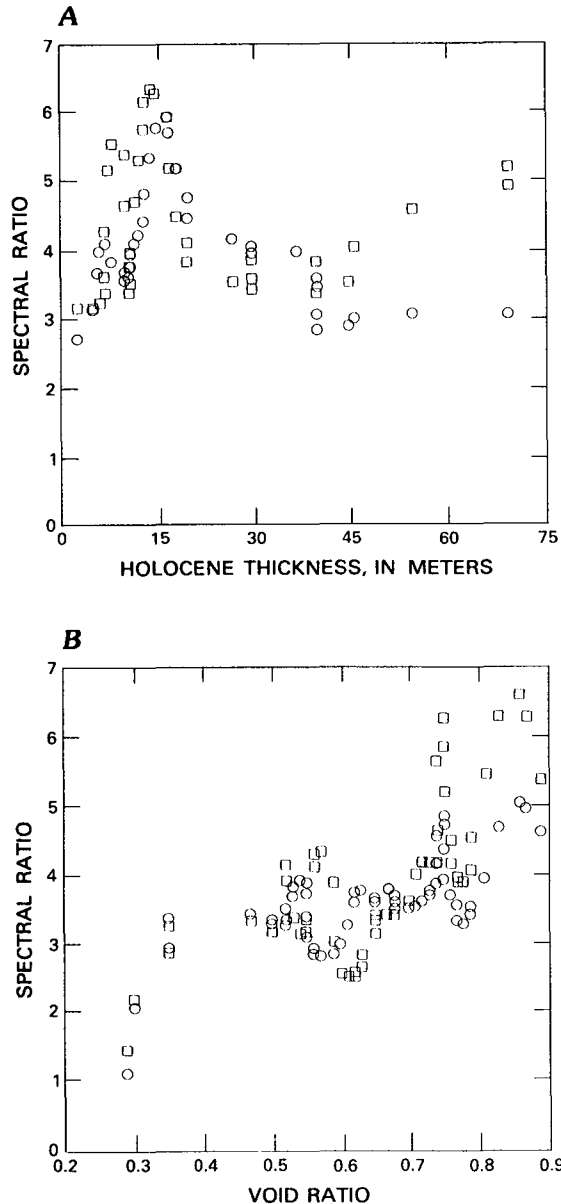 A
7
6
5
4
3
2
1
0
SPECTRAL RATIO
0 15 30 45 60 75
HOLOCENE THICKNESS, IN METERS
B
7
6
5
4
3
2
1
0
SPECTRAL RATIO
0.2 0.3 0.4 0.5 0.6 0.7 0.8 0.9
VOID RATIO